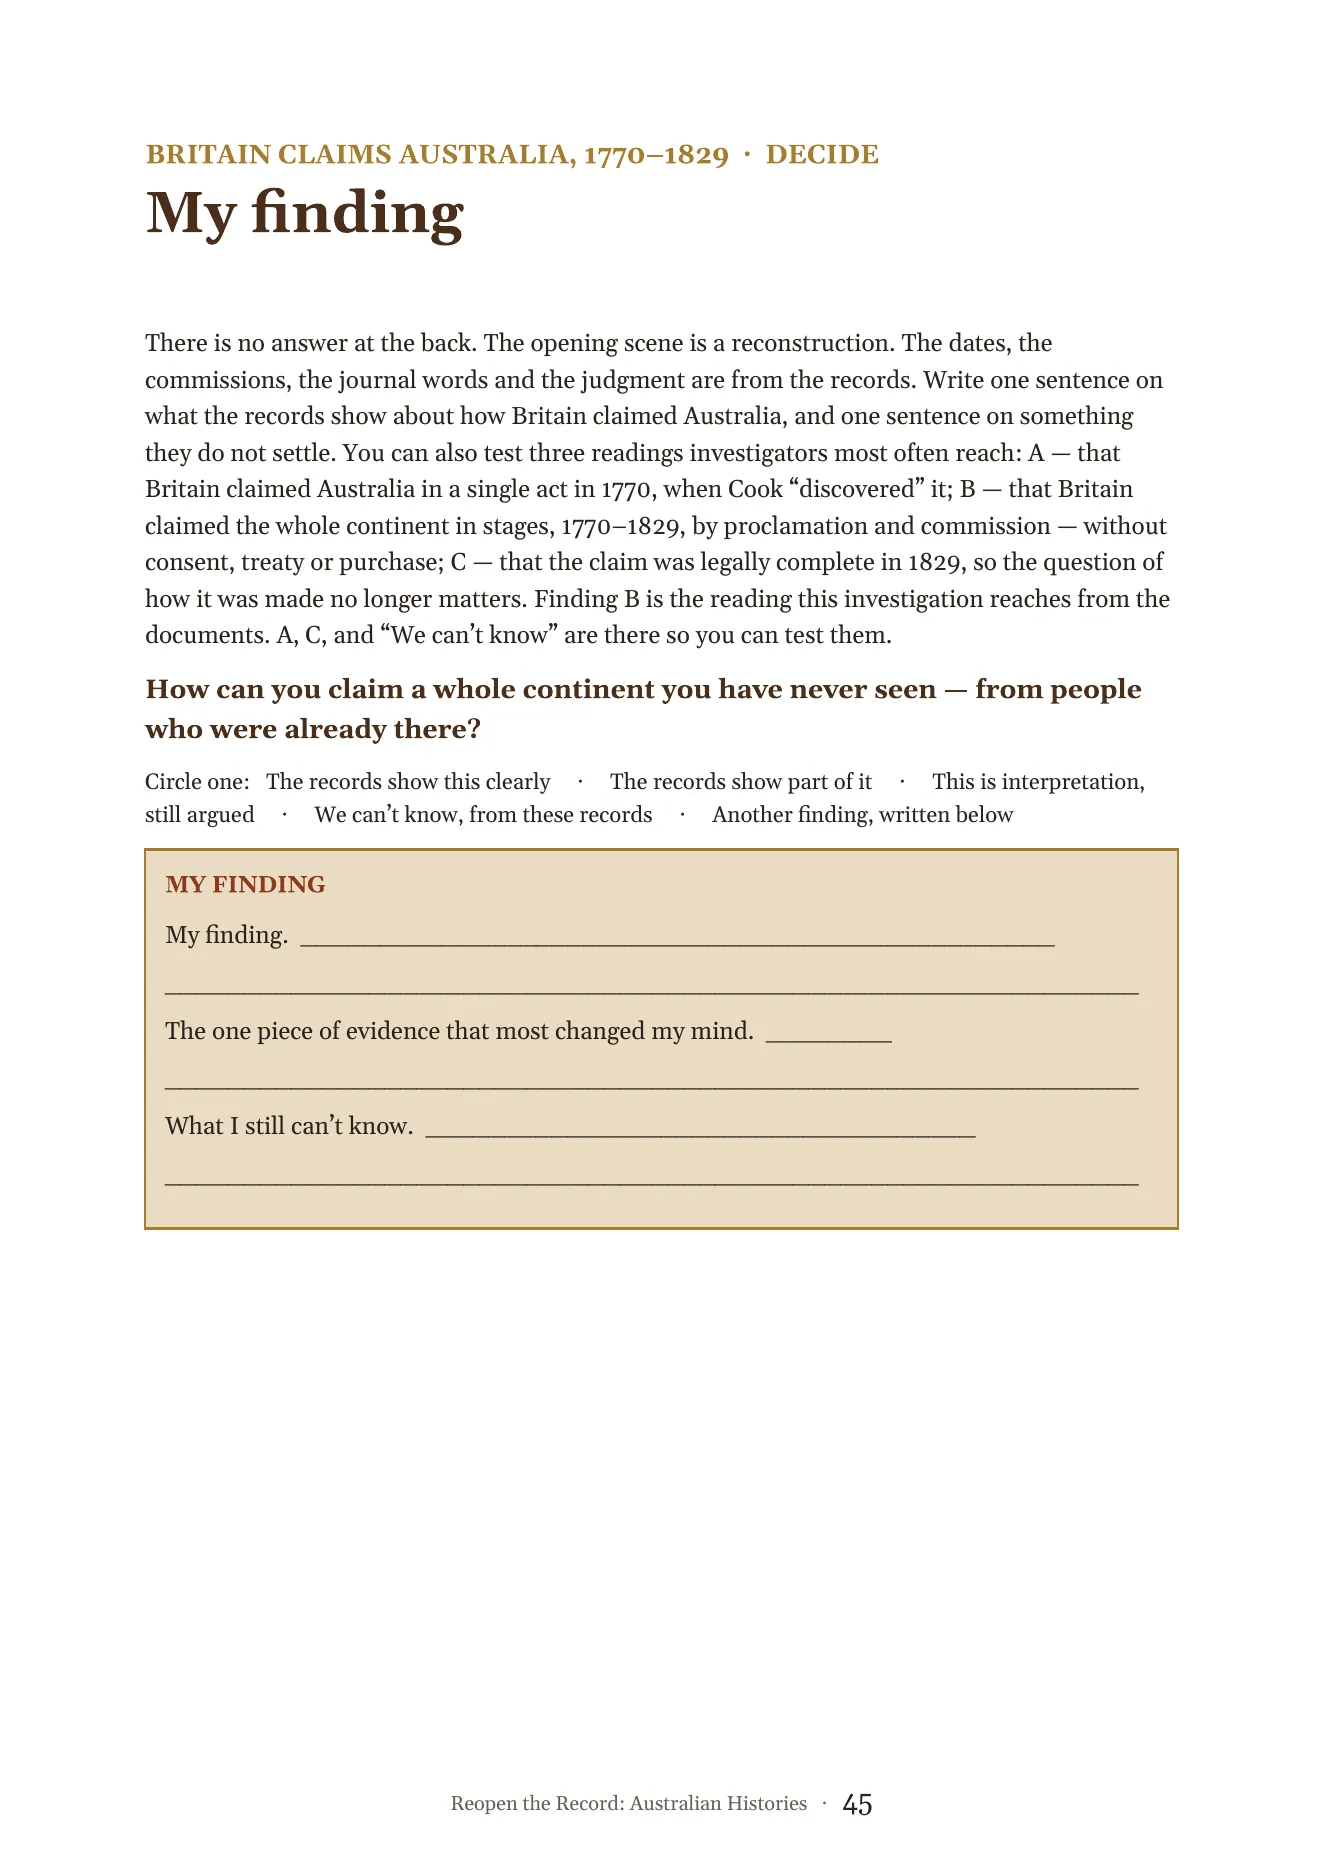 BRITAIN CLAIMS AUSTRALIA, 1770–1829 · DECIDE
My finding
There is no answer at the back. The opening scene is a reconstruction. The dates, the
commissions, the journal words and the judgment are from the records. Write one sentence on
what the records show about how Britain claimed Australia, and one sentence on something
they do not settle. You can also test three readings investigators most often reach: A — that
Britain claimed Australia in a single act in 1770, when Cook “discovered” it; B — that Britain
claimed the whole continent in stages, 1770–1829, by proclamation and commission — without
consent, treaty or purchase; C — that the claim was legally complete in 1829, so the question of
how it was made no longer matters. Finding B is the reading this investigation reaches from the
documents. A, C, and “We can’t know” are there so you can test them.
How can you claim a whole continent you have never seen — from people
who were already there?
Circle one: The records show this clearly · The records show part of it · This is interpretation,
still argued · We can’t know, from these records · Another finding, written below
MY FINDING
My finding. ____________________________________________
____________________________________________
The one piece of evidence that most changed my mind. ________
____________________________________________
What I still can’t know. ___________________________________
____________________________________________
Reopen the Record: Australian Histories · 45